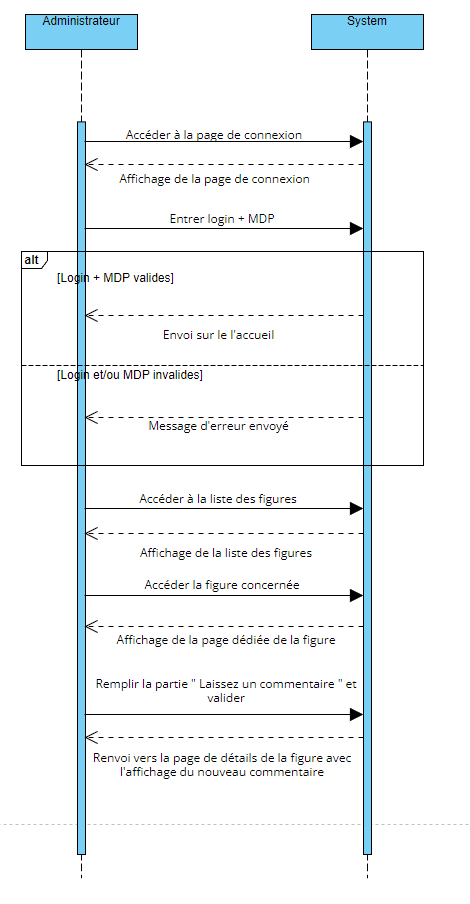 Administrateur
System
Accéder à la page de connexion
Affichage de la page de connexion
Entrer login + MDP
alt
[Login + MDP valides]
Envoi sur le l'accueil
[Login et/ou MDP invalides]
Message d'erreur envoyé
Accéder à la liste des figures
Affichage de la liste des figures
Accéder la figure concernée
Affichage de la page dédiée de la figure
Remplir la partie " Laissez un commentaire " et
valider
Renvoi vers la page de détails de la figure avec
l'affichage du nouveau commentaire